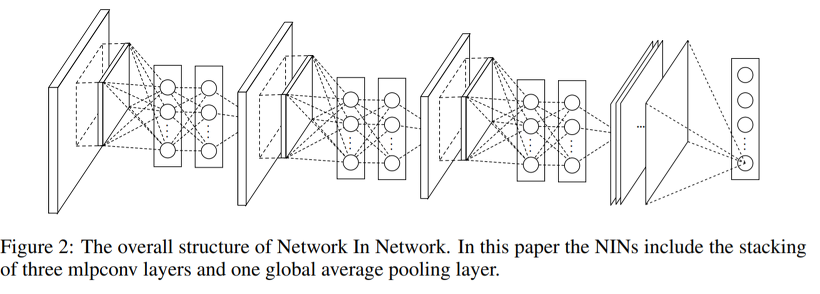 Figure 2: The overall structure of Network In Network. In this paper the NINs include the stacking
of three mlpconv layers and one global average pooling layer.